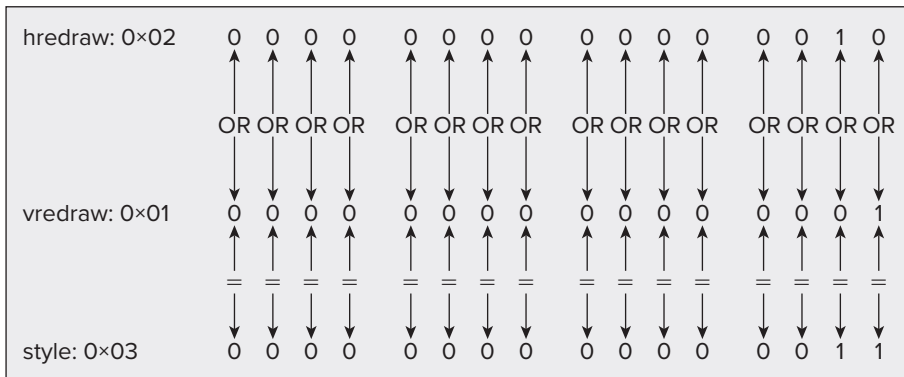 hredraw: 0×02 0 0 0 0 0 0 0 0 0 0 0 0 0 0 1 0
OR OR OR OR OR OR OR OR OR OR OR OR OR OR OR OR
vredraw: 0×01 0 0 0 0 0 0 0 0 0 0 0 0 0 0 0 1
= = = = = = = = = = = = = = = =
style: 0×03 0 0 0 0 0 0 0 0 0 0 0 0 0 0 1 1